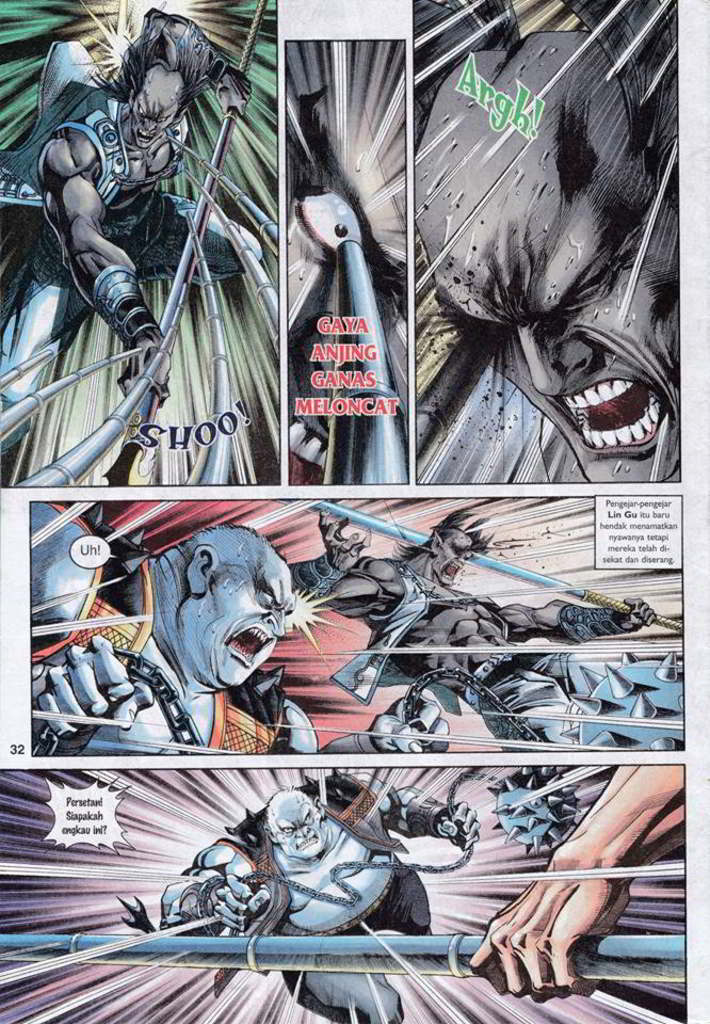 Argh!
GAYA
ANJING
GANAS
MELONCAT
SHOO!
Pengejar-pengejar
Lin Gu itu baru
hendak menamatkan
nyawanya tetapi
mereka telah di-
sekat dan diserang.
Uh!
32
Persetan!
Siapakah
engkau ini?